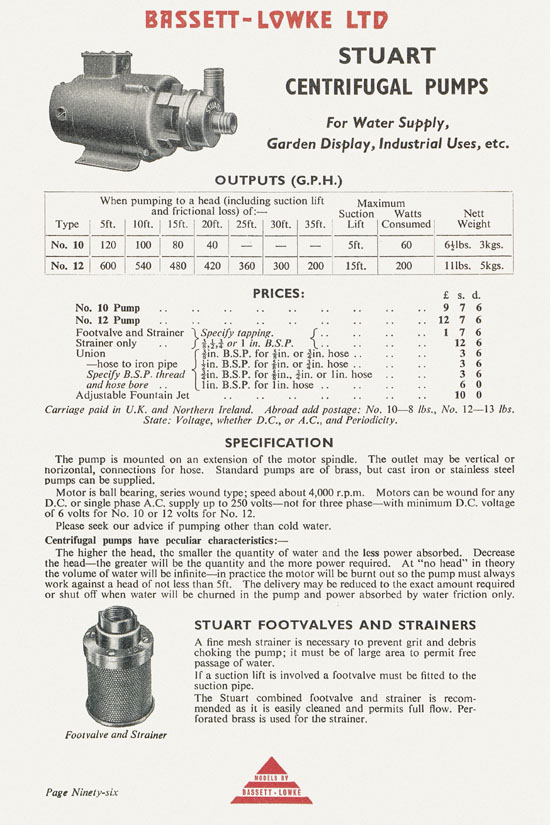 BASSETT-LOWKE LTD
STUART
CENTRIFUGAL PUMPS
For Water Supply,
Garden Display, Industrial Uses, etc.
OUTPUTS (G.P.H.)
When pumping to a head (including suction lift and frictional loss) of:—
Type 5ft. 10ft. 15ft. 20ft. 25ft. 30ft. 35ft. Maximum Suction Lift Watts Consumed Nett Weight
No. 10 120 100 80 40 — — — 5ft. 60 6½lbs. 3kgs.
No. 12 600 540 480 420 360 300 200 15ft. 200 11lbs. 5kgs.
PRICES: £ s. d.
No. 10 Pump .. .. .. .. .. .. .. .. 9 7 6
No. 12 Pump .. .. .. .. .. .. .. .. 12 7 6
Footvalve and Strainer Specify tapping. .. .. .. .. 1 7 6
Strainer only .. ⅜, ½, ¾ or 1 in. B.S.P. .. .. .. .. 12 6
Union ⅜in. B.S.P. for ⅜in. or ½in. hose .. .. .. 3 6
—hose to iron pipe ½in. B.S.P. for ½in. or ¾in. hose .. .. .. 3 6
Specify B.S.P. thread ¾in. B.S.P. for ½in., ¾in. or 1in. hose .. .. 3 6
and hose bore .. 1in. B.S.P. for 1in. hose .. .. .. .. 6 0
Adjustable Fountain Jet .. .. .. .. .. .. .. 10 0
Carriage paid in U.K. and Northern Ireland. Abroad add postage: No. 10—8 lbs., No. 12—13 lbs.
State: Voltage, whether D.C., or A.C., and Periodicity.
SPECIFICATION
The pump is mounted on an extension of the motor spindle. The outlet may be vertical or
horizontal, connections for hose. Standard pumps are of brass, but cast iron or stainless steel
pumps can be supplied.
Motor is ball bearing, series wound type; speed about 4,000 r.p.m. Motors can be wound for any
D.C. or single phase A.C. supply up to 250 volts—not for three phase—with minimum D.C. voltage
of 6 volts for No. 10 or 12 volts for No. 12.
Please seek our advice if pumping other than cold water.
Centrifugal pumps have peculiar characteristics:—
The higher the head, the smaller the quantity of water and the less power absorbed. Decrease
the head—the greater will be the quantity and the more power required. At "no head" in theory
the volume of water will be infinite—in practice the motor will be burnt out so the pump must always
work against a head of not less than 5ft. The delivery may be reduced to the exact amount required
or shut off when water will be churned in the pump and power absorbed by water friction only.
STUART FOOTVALVES AND STRAINERS
A fine mesh strainer is necessary to prevent grit and debris
choking the pump; it must be of large area to permit free
passage of water.
If a suction lift is involved a footvalve must be fitted to the
suction pipe.
The Stuart combined footvalve and strainer is recom-
mended as it is easily cleaned and permits full flow. Per-
forated brass is used for the strainer.
Footvalve and Strainer
MODELS BY
BASSETT-LOWKE
Page Ninety-six